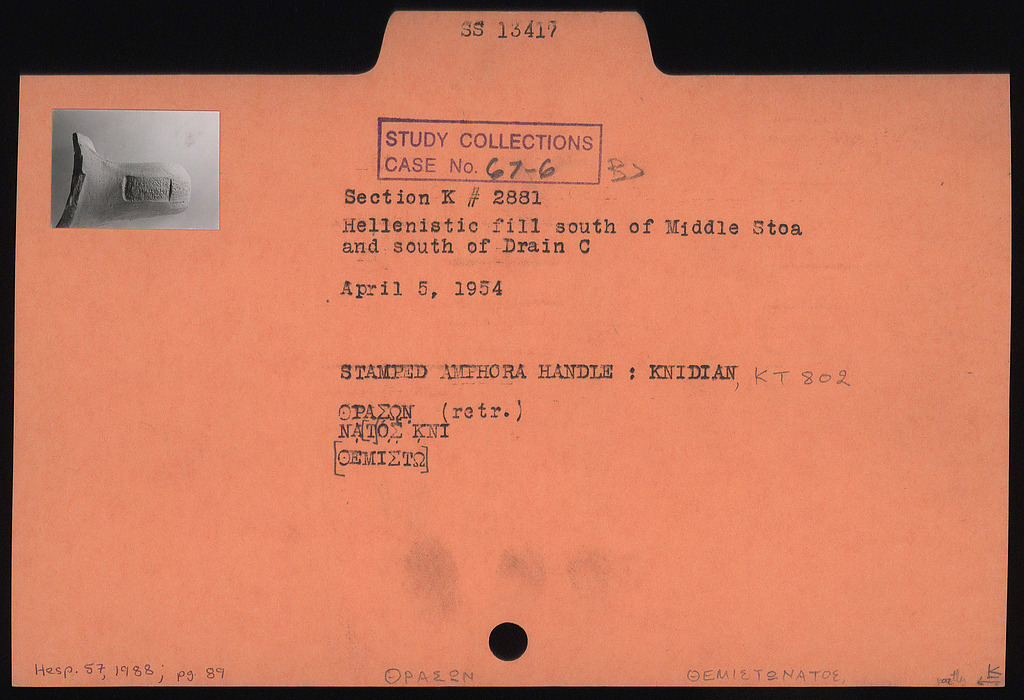 SS 13417
STUDY COLLECTIONS
CASE No. 67-6
Section K # 2881
Hellenistic fill south of Middle Stoa
and south of Drain C
April 5, 1954
STAMPED AMPHORA HANDLE : KNIDIAN, KT 802
ΘΡΑΣΩΝ (retr.)
ΝΑ[Τ]ΟΣ ΚΝΙ
[ΘΕΜΙΣΤΩ]
Hesp. 57, 1988; pg. 89
ΘΡΑΣΩΝ
ΘΕΜΙΣΤΩΝΑΤΟΣ,
K